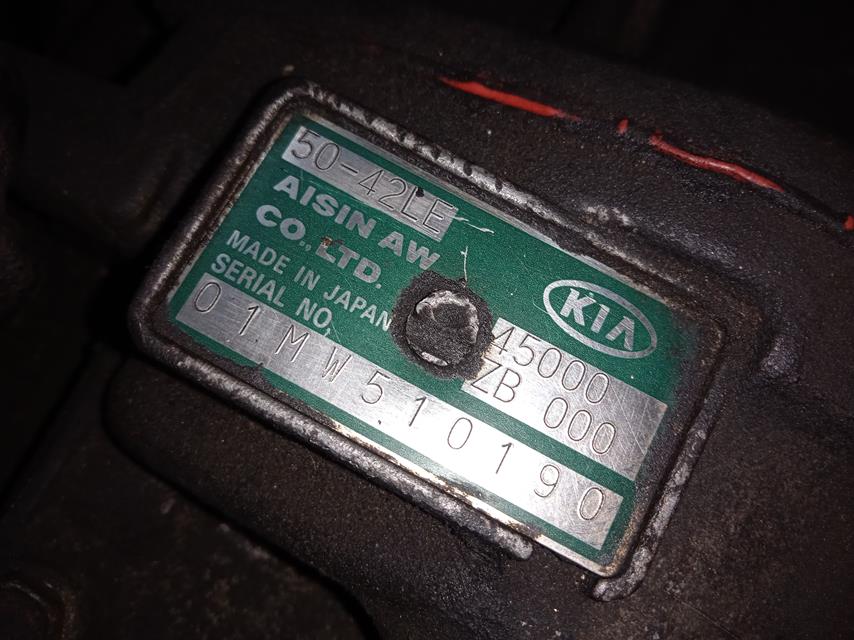 50-42LE
AISIN AW
CO., LTD.
MADE IN JAPAN
SERIAL NO.
KIA
45000
ZB 000
01MW510190